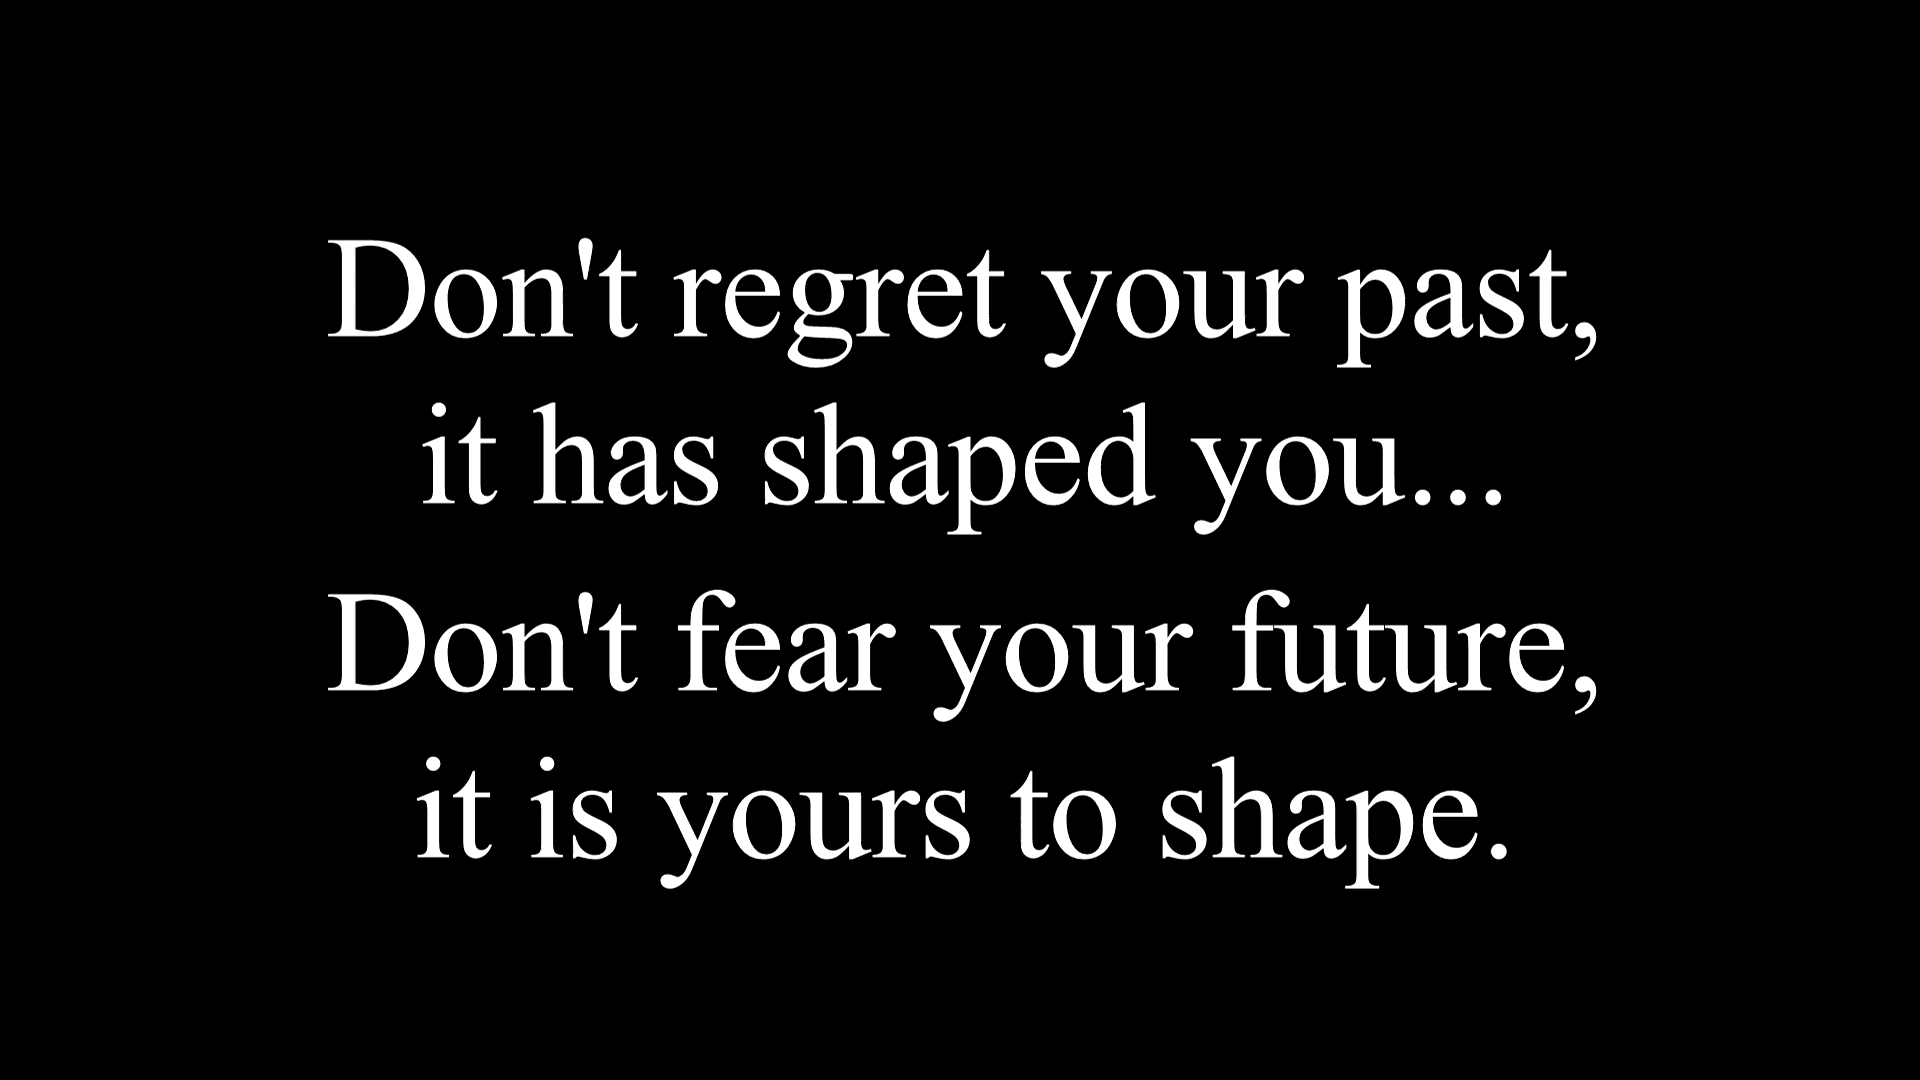 Don't regret your past,
it has shaped you...
Don't fear your future,
it is yours to shape.